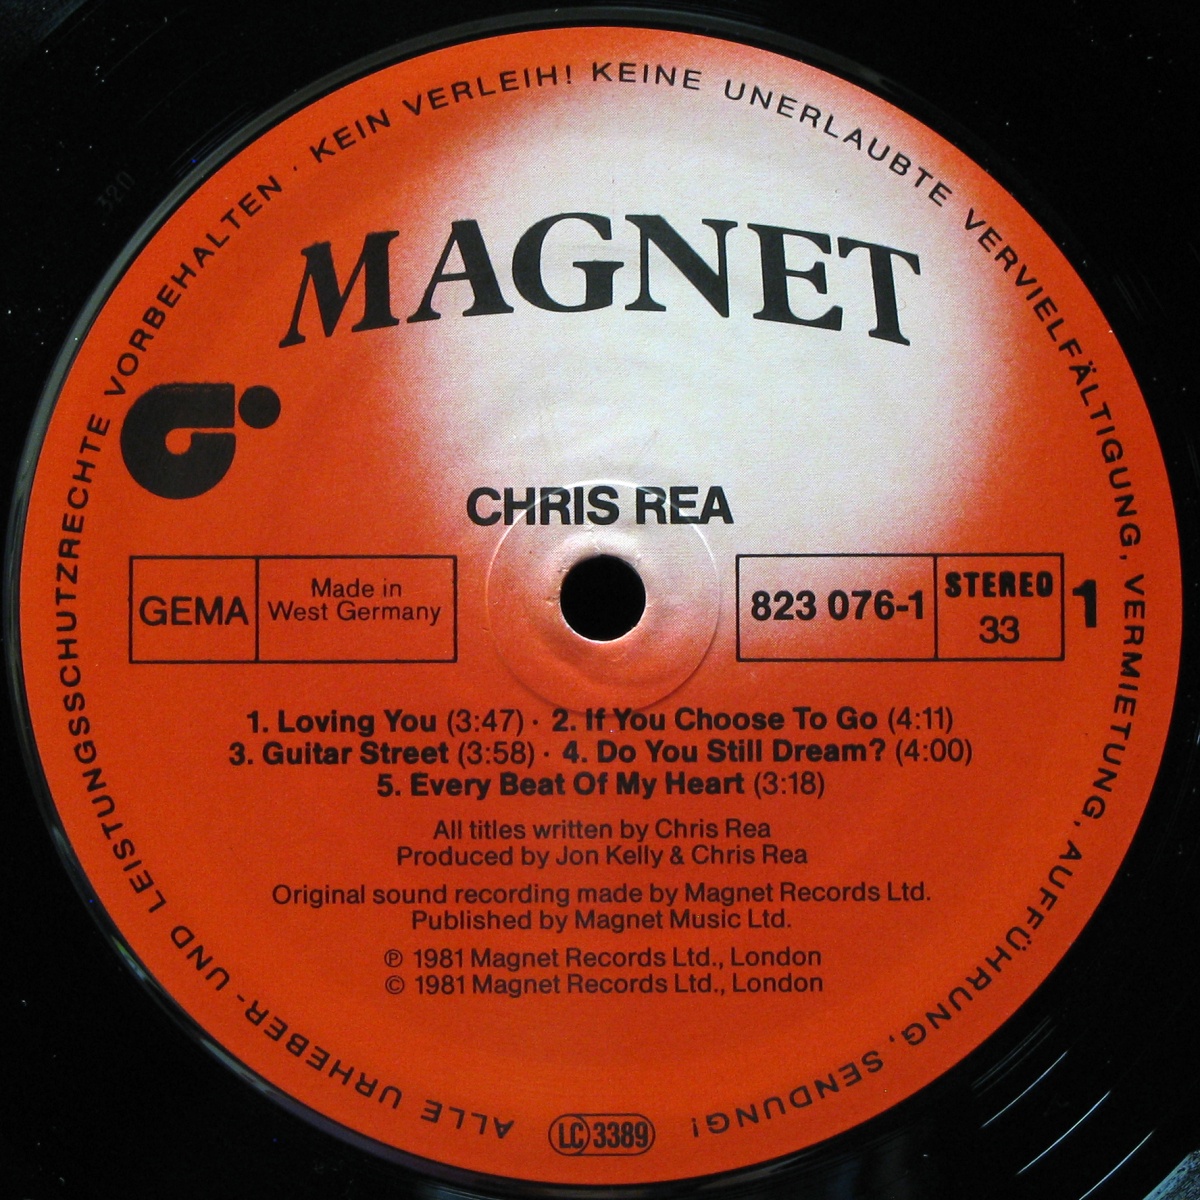 ALLE URHEBER- UND LEISTUNGSSCHUTZRECHTE VORBEHALTEN · KEIN VERLEIH! KEINE UNERLAUBTE VERVIELFÄLTIGUNG, VERMIETUNG, AUFFÜHRUNG, SENDUNG!
MAGNET
CHRIS REA
GEMA
Made in
West Germany
823 076-1
STEREO
33
1
1. Loving You (3:47) · 2. If You Choose To Go (4:11)
3. Guitar Street (3:58) · 4. Do You Still Dream? (4:00)
5. Every Beat Of My Heart (3:18)
All titles written by Chris Rea
Produced by Jon Kelly & Chris Rea
Original sound recording made by Magnet Records Ltd.
Published by Magnet Music Ltd.
℗ 1981 Magnet Records Ltd., London
© 1981 Magnet Records Ltd., London
LC 3389